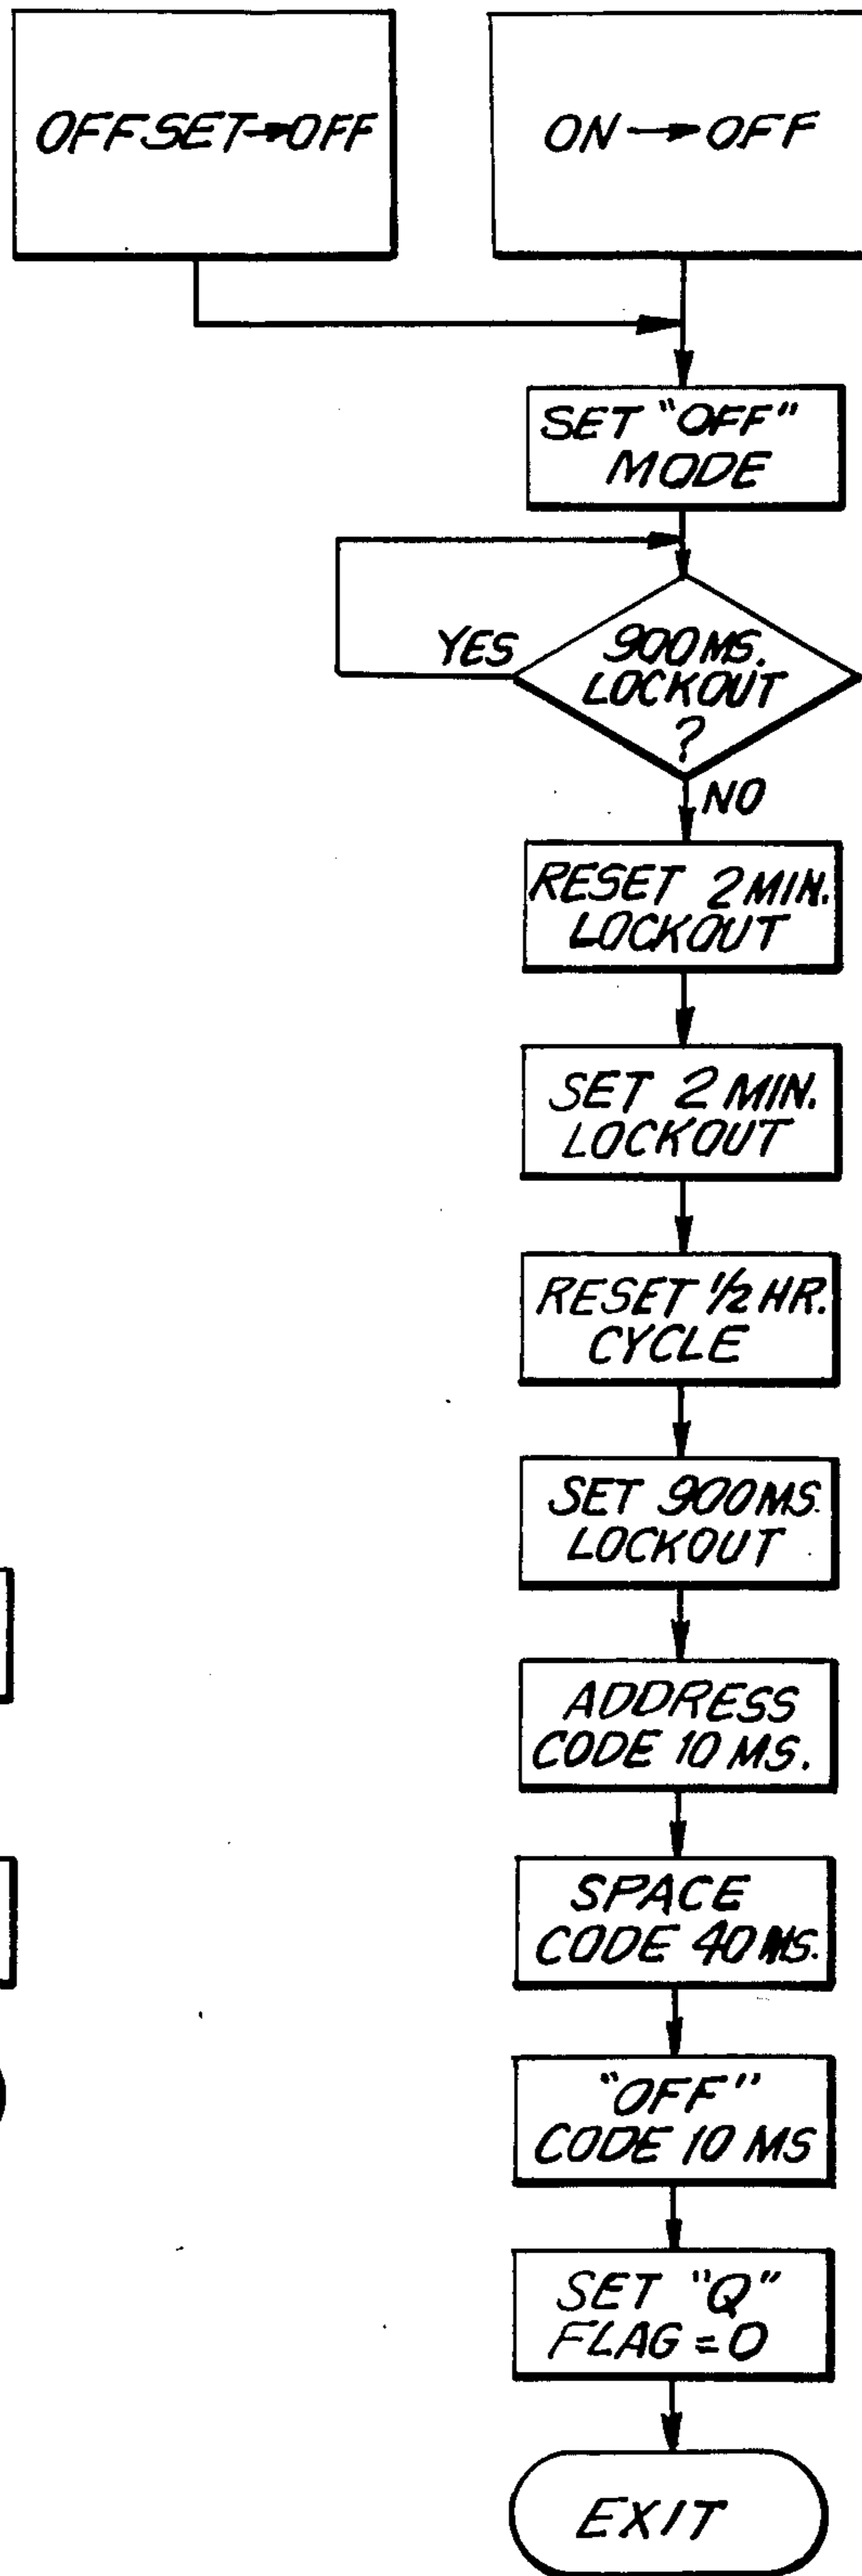 OFFSET→OFF
ON→OFF
SET "OFF"
MODE
YES
900 MS.
LOCKOUT
?
NO
RESET 2 MIN.
LOCKOUT
SET 2 MIN.
LOCKOUT
RESET 1/2 HR.
CYCLE
SET 900 MS.
LOCKOUT
ADDRESS
CODE 10 MS.
SPACE
CODE 40 MS.
"OFF"
CODE 10 MS
SET "Q"
FLAG = 0
EXIT